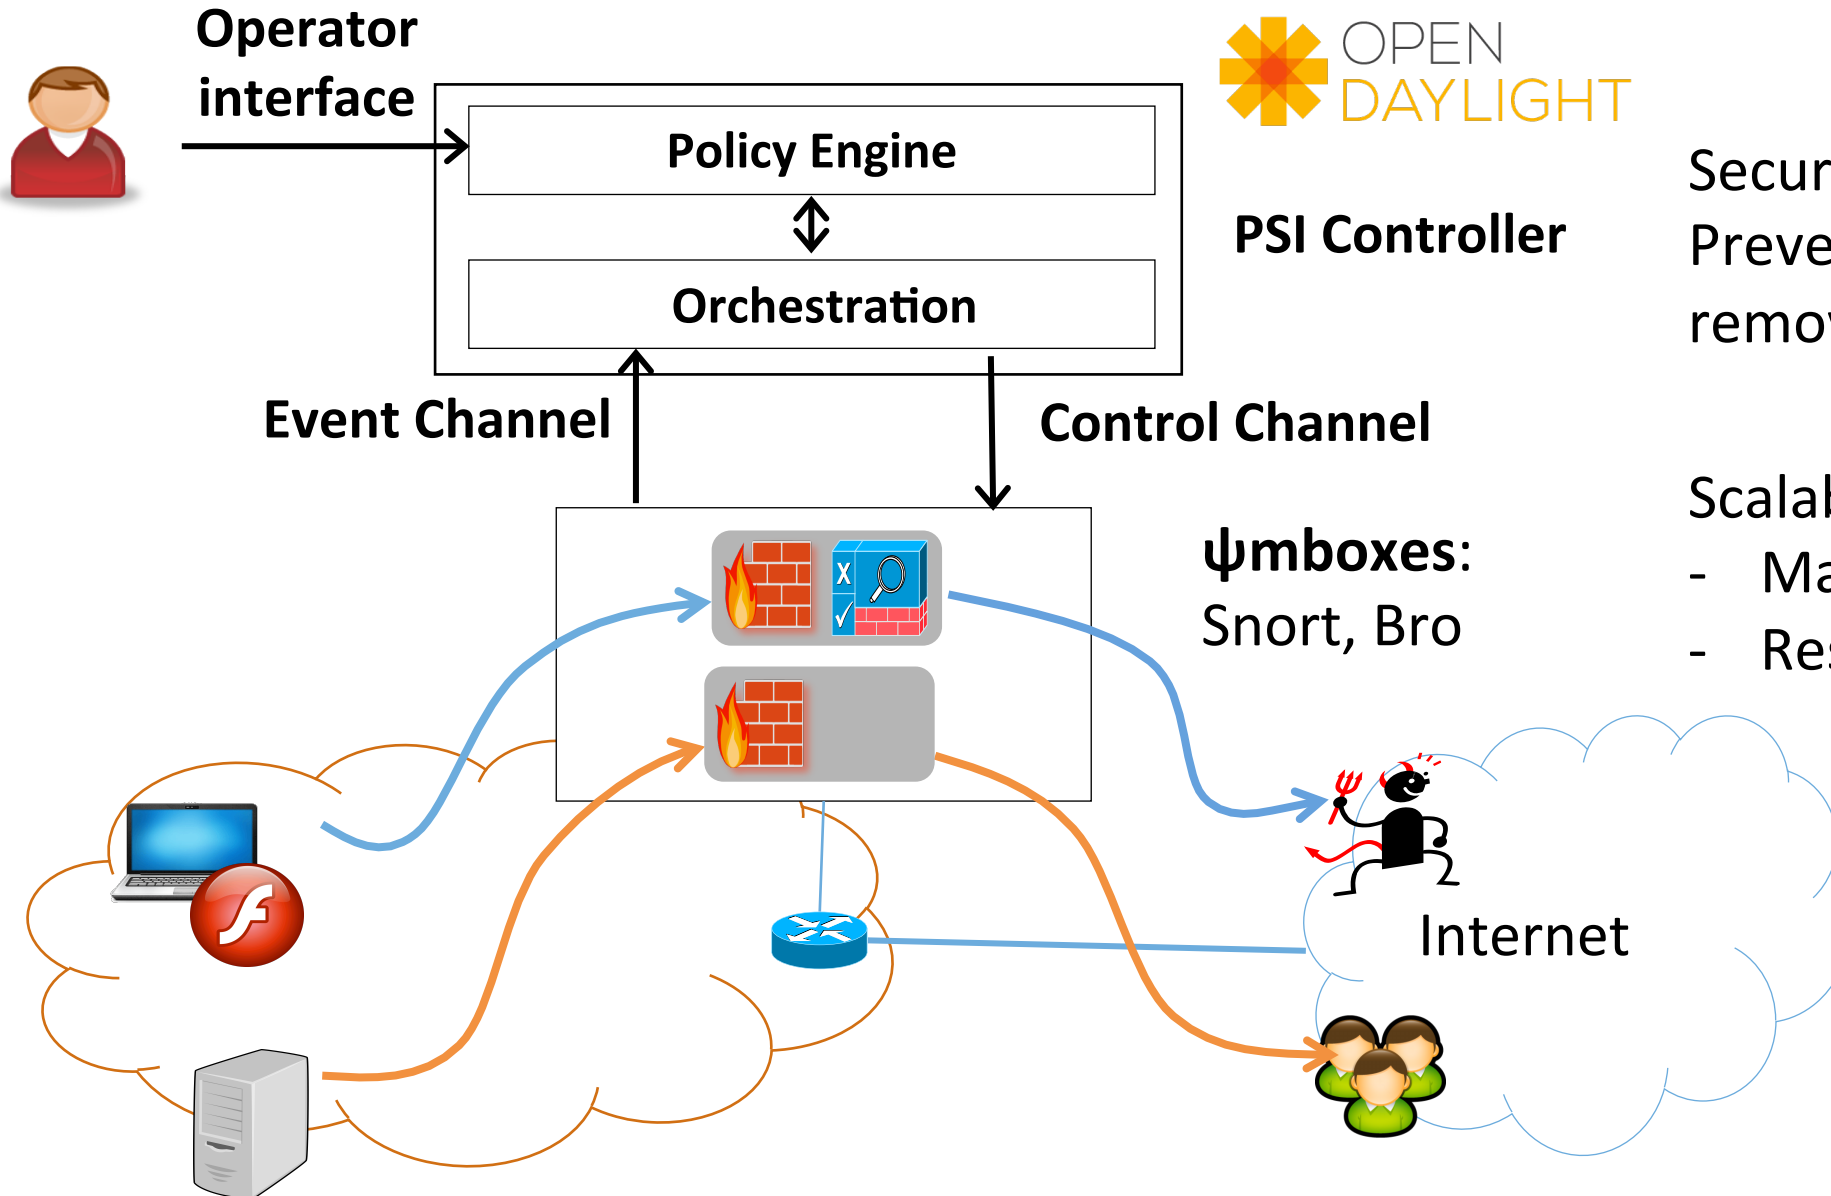 Operator
interface
OPEN
DAYLIGHT
Policy Engine
PSI Controller
Orchestration
Event Channel
Control Channel
ψmboxes:
Snort, Bro
X
✓
-
-
Internet